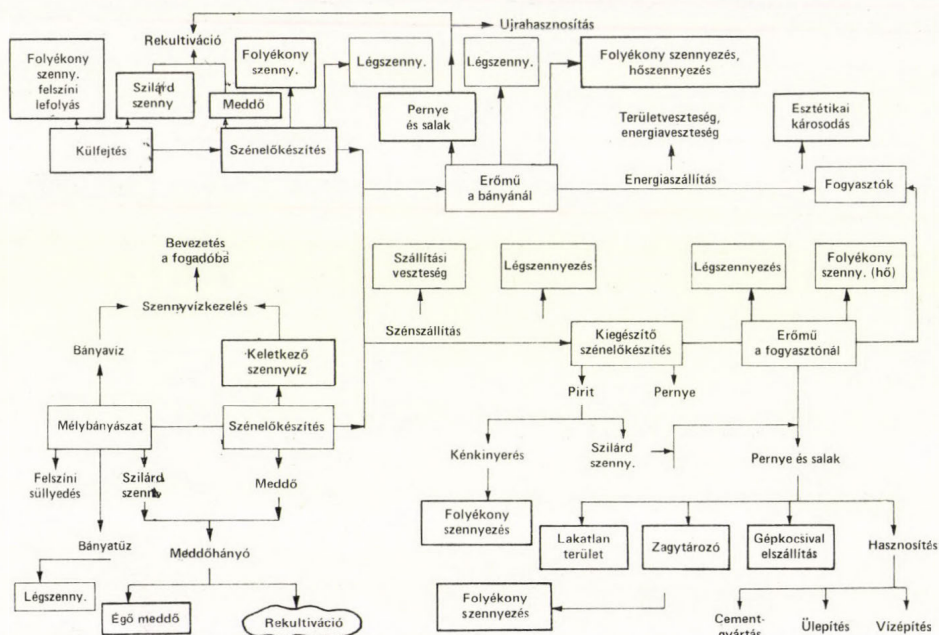 Ujrahasznosítás
Rekultiváció
Folyékony
szenny.
felszíni
lefolyás
Szilárd
szenny
Folyékony
szenny.
Meddő
Légszenny.
Légszenny.
Folyékony szennyezés,
hőszennyezés
Pernye
és salak
Területveszteség,
energiaveszteség
Esztétikai
károsodás
Külfejtés
Szénelőkészítés
Erőmű
a bányánál
Energiaszállítás
Fogyasztók
Bevezetés
a fogadóba
Szállítási
veszteség
Légszennyezés
Légszennyezés
Folyékony
szenny. (hő)
Szennyvízkezelés
Szénszállítás
Kiegészítő
szénelőkészítés
Erőmű
a fogyasztónál
Bányavíz
Keletkező
szennyvíz
Pirit
Pernye
Mélybányászat
Szénelőkészítés
Kénkinyerés
Szilárd
szenny.
Pernye és salak
Felszíni
süllyedés
Szilárd
szenny
Meddő
Folyékony
szennyezés
Lakatlan
terület
Zagytározó
Gépkocsival
elszállítás
Hasznosítés
Bányatűz
Meddőhányó
Légszenny.
Égő meddő
Rekultiváció
Folyékony
szennyezés
Cement-
gyártás
Ülepítés
Vízépítés